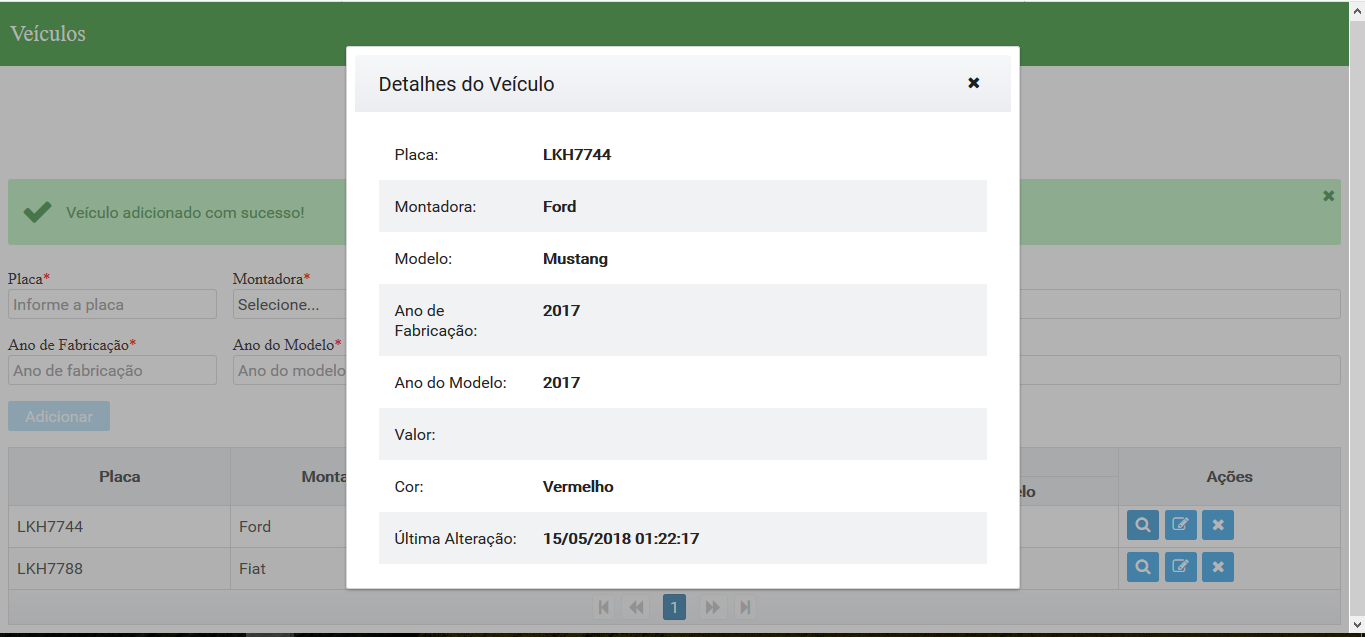 Veículos
Detalhes do Veículo
Placa: LKH7744
Montadora: Ford
Modelo: Mustang
Ano de
Fabricação: 2017
Ano do Modelo: 2017
Valor:
Cor: Vermelho
Última Alteração: 15/05/2018 01:22:17
Veículo adicionado com sucesso!
Placa* Montadora*
Informe a placa Selecione...
Ano de Fabricação* Ano do Modelo*
Ano de fabricação Ano do modelo
Adicionar
Placa Ações
LKH7744 Ford
LKH7788 Fiat
1